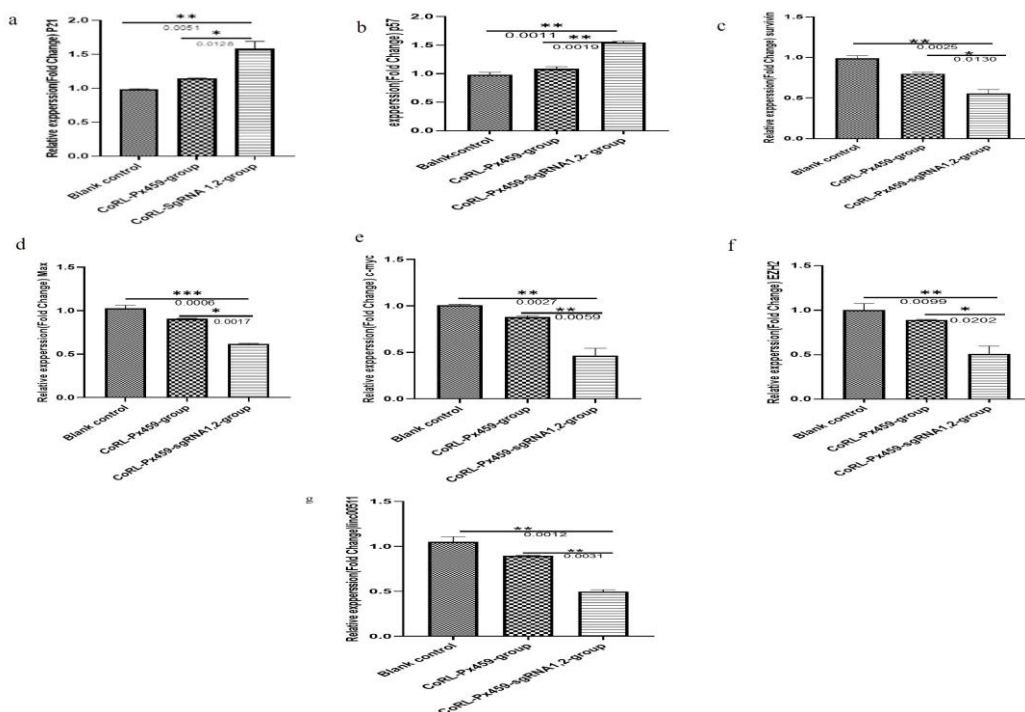 a
Relative expperssion(Fold Change) P21
2.0
1.5
1.0
0.5
0.0
**
0.0051
*
0.0125
Blank control
CoRL-Px459-group
CoRL-SgRNA 1,2-group
b
expperssion(Fold Change) p57
2.0
1.5
1.0
0.5
0.0
**
0.0011
**
0.0019
Balnkcontrol
CoRL-Px459-group
CoRL-Px459-SgRNA1,2- group
c
Relative expperssion(Fold Change) survivin
1.5
1.0
0.5
0.0
**
0.0025
*
0.0130
Blank control
CoRL-Px459-group
CoRL-Px459-sgRNA1,2-group
d
Relative expperssion(Fold Change) Max
1.5
1.0
0.5
0.0
***
0.0006
*
0.0017
Blank control
CoRL-Px459-group
CoRL-Px459-sgRNA1,2-group
e
Relative expperssion(Fold Change) c-myc
1.5
1.0
0.5
0.0
**
0.0027
**
0.0059
Blank control
CoRL-Px459-group
CoRL-Px459-sgRNA1,2-group
f
Relative expperssion(Fold Change) EZH2
1.5
1.0
0.5
0.0
**
0.0099
*
0.0202
Blank control
CoRL-Px459-group
CoRL-Px459-sgRNA1,2-group
g
Relative expperssion(Fold Change)linc00511
1.5
1.0
0.5
0.0
**
0.0012
**
0.0031
Blank control
CoRL-Px459-group
CoRL-Px459-sgRNA1,2-group